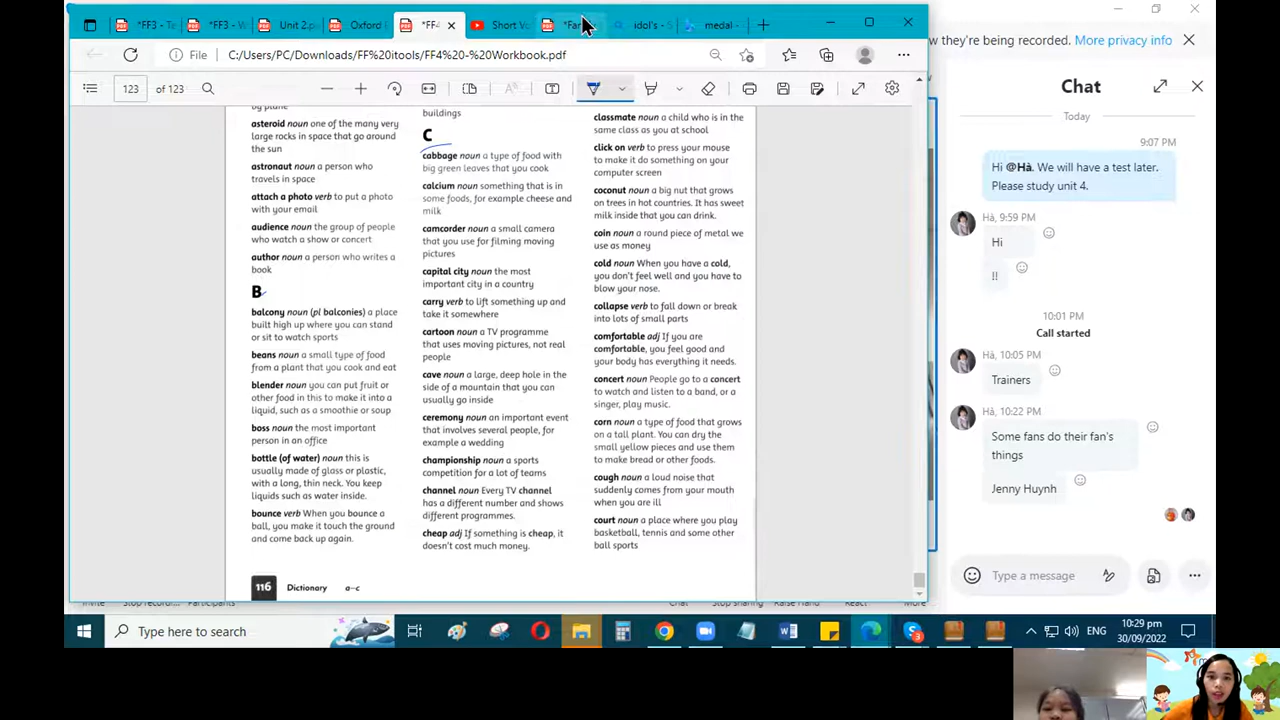 *FF3 - Te
*FF3 - W
Unit 2.p
Oxford
*FF4
Short Vo
*Fan
idol's - S
medal -
File
C:/Users/PC/Downloads/FF%20itools/FF4%20-%20Workbook.pdf
123 of 123
by plane
asteroid noun one of the many very
large rocks in space that go around
the sun
astronaut noun a person who
travels in space
attach a photo verb to put a photo
with your email
audience noun the group of people
who watch a show or concert
author noun a person who writes a
book
B
balcony noun (pl balconies) a place
built high up where you can stand
or sit to watch sports
beans noun a small type of food
from a plant that you cook and eat
blender noun you can put fruit or
other food in this to make it into a
liquid, such as a smoothie or soup
boss noun the most important
person in an office
bottle (of water) noun this is
usually made of glass or plastic,
with a long, thin neck. You keep
liquids such as water inside.
bounce verb When you bounce a
ball, you make it touch the ground
and come back up again.
buildings
C
cabbage noun a type of food with
big green leaves that you cook
calcium noun something that is in
some foods, for example cheese and
milk
camcorder noun a small camera
that you use for filming moving
pictures
capital city noun the most
important city in a country
carry verb to lift something up and
take it somewhere
cartoon noun a TV programme
that uses moving pictures, not real
people
cave noun a large, deep hole in the
side of a mountain that you can
usually go inside
ceremony noun an important event
that involves several people, for
example a wedding
championship noun a sports
competition for a lot of teams
channel noun Every TV channel
has a different number and shows
different programmes.
cheap adj If something is cheap, it
doesn't cost much money.
classmate noun a child who is in the
same class as you at school
click on verb to press your mouse
to make it do something on your
computer screen
coconut noun a big nut that grows
on trees in hot countries. It has sweet
milk inside that you can drink.
coin noun a round piece of metal we
use as money
cold noun When you have a cold,
you don't feel well and you have to
blow your nose.
collapse verb to fall down or break
into lots of small parts
comfortable adj If you are
comfortable, you feel good and
your body has everything it needs.
concert noun People go to a concert
to watch and listen to a band, or a
singer, play music.
corn noun a type of food that grows
on a tall plant. You can dry the
small yellow pieces and use them
to make bread or other foods.
cough noun a loud noise that
suddenly comes from your mouth
when you are ill
court noun a place where you play
basketball, tennis and some other
ball sports
116 Dictionary a–c
w they're being recorded. More privacy info
Chat
Today
9:07 PM
Hi @Hà. We will have a test later.
Please study unit 4.
Hà, 9:59 PM
Hi
!!
10:01 PM
Call started
Hà, 10:05 PM
Trainers
Hà, 10:22 PM
Some fans do their fan's
things
Jenny Huynh
Type a message
Invite
Stop recor...
Participants
Chat
Stop sharing
Raise Hand
React
More
Type here to search
ENG
10:29 pm
30/09/2022